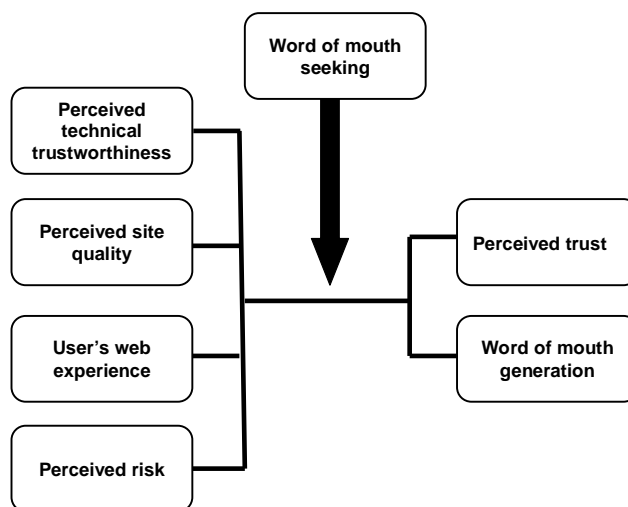 Word of mouth
seeking
Perceived
technical
trustworthiness
Perceived site
quality
User’s web
experience
Perceived risk
Perceived trust
Word of mouth
generation